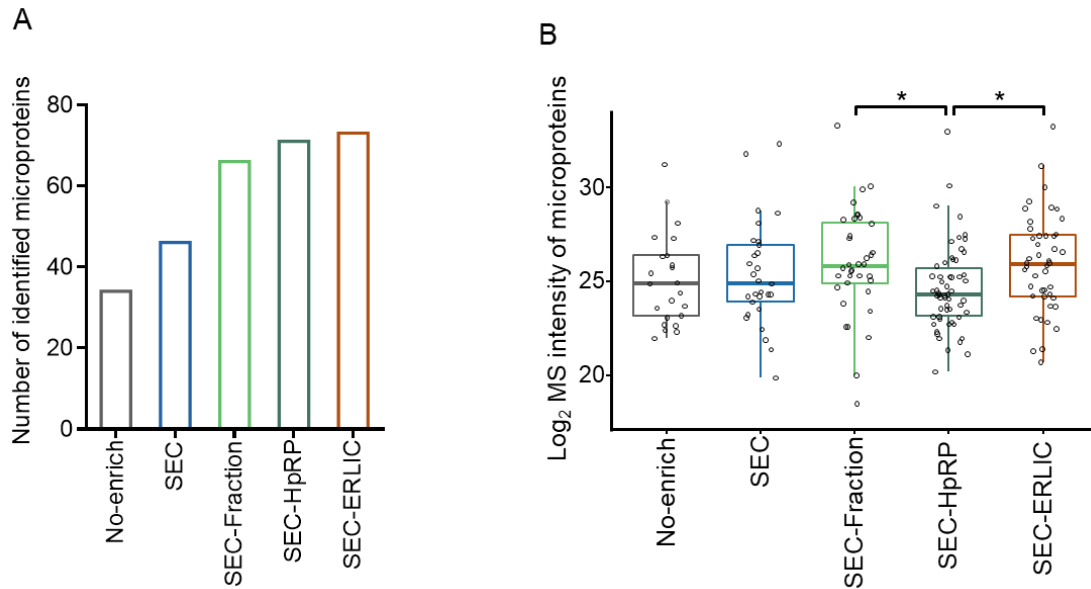 A
Number of identified microproteins
80
60
40
20
0
No-enrich
SEC
SEC-Fraction
SEC-HpRP
SEC-ERLIC
B
Log₂ MS intensity of microproteins
30
25
20
* *
No-enrich
SEC
SEC-Fraction
SEC-HpRP
SEC-ERLIC